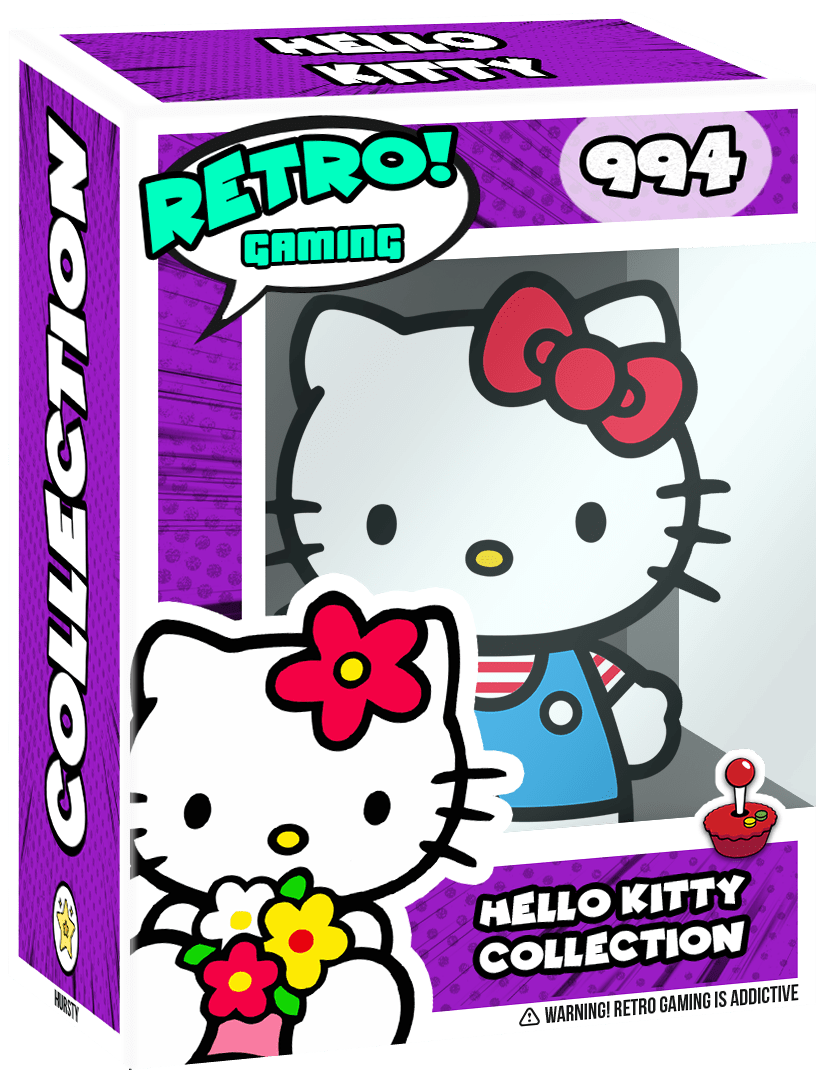 HELLO
KITTY
RETRO!
GAMING
994
COLLECTION
HELLO KITTY
COLLECTION
HURSTY
WARNING! RETRO GAMING IS ADDICTIVE